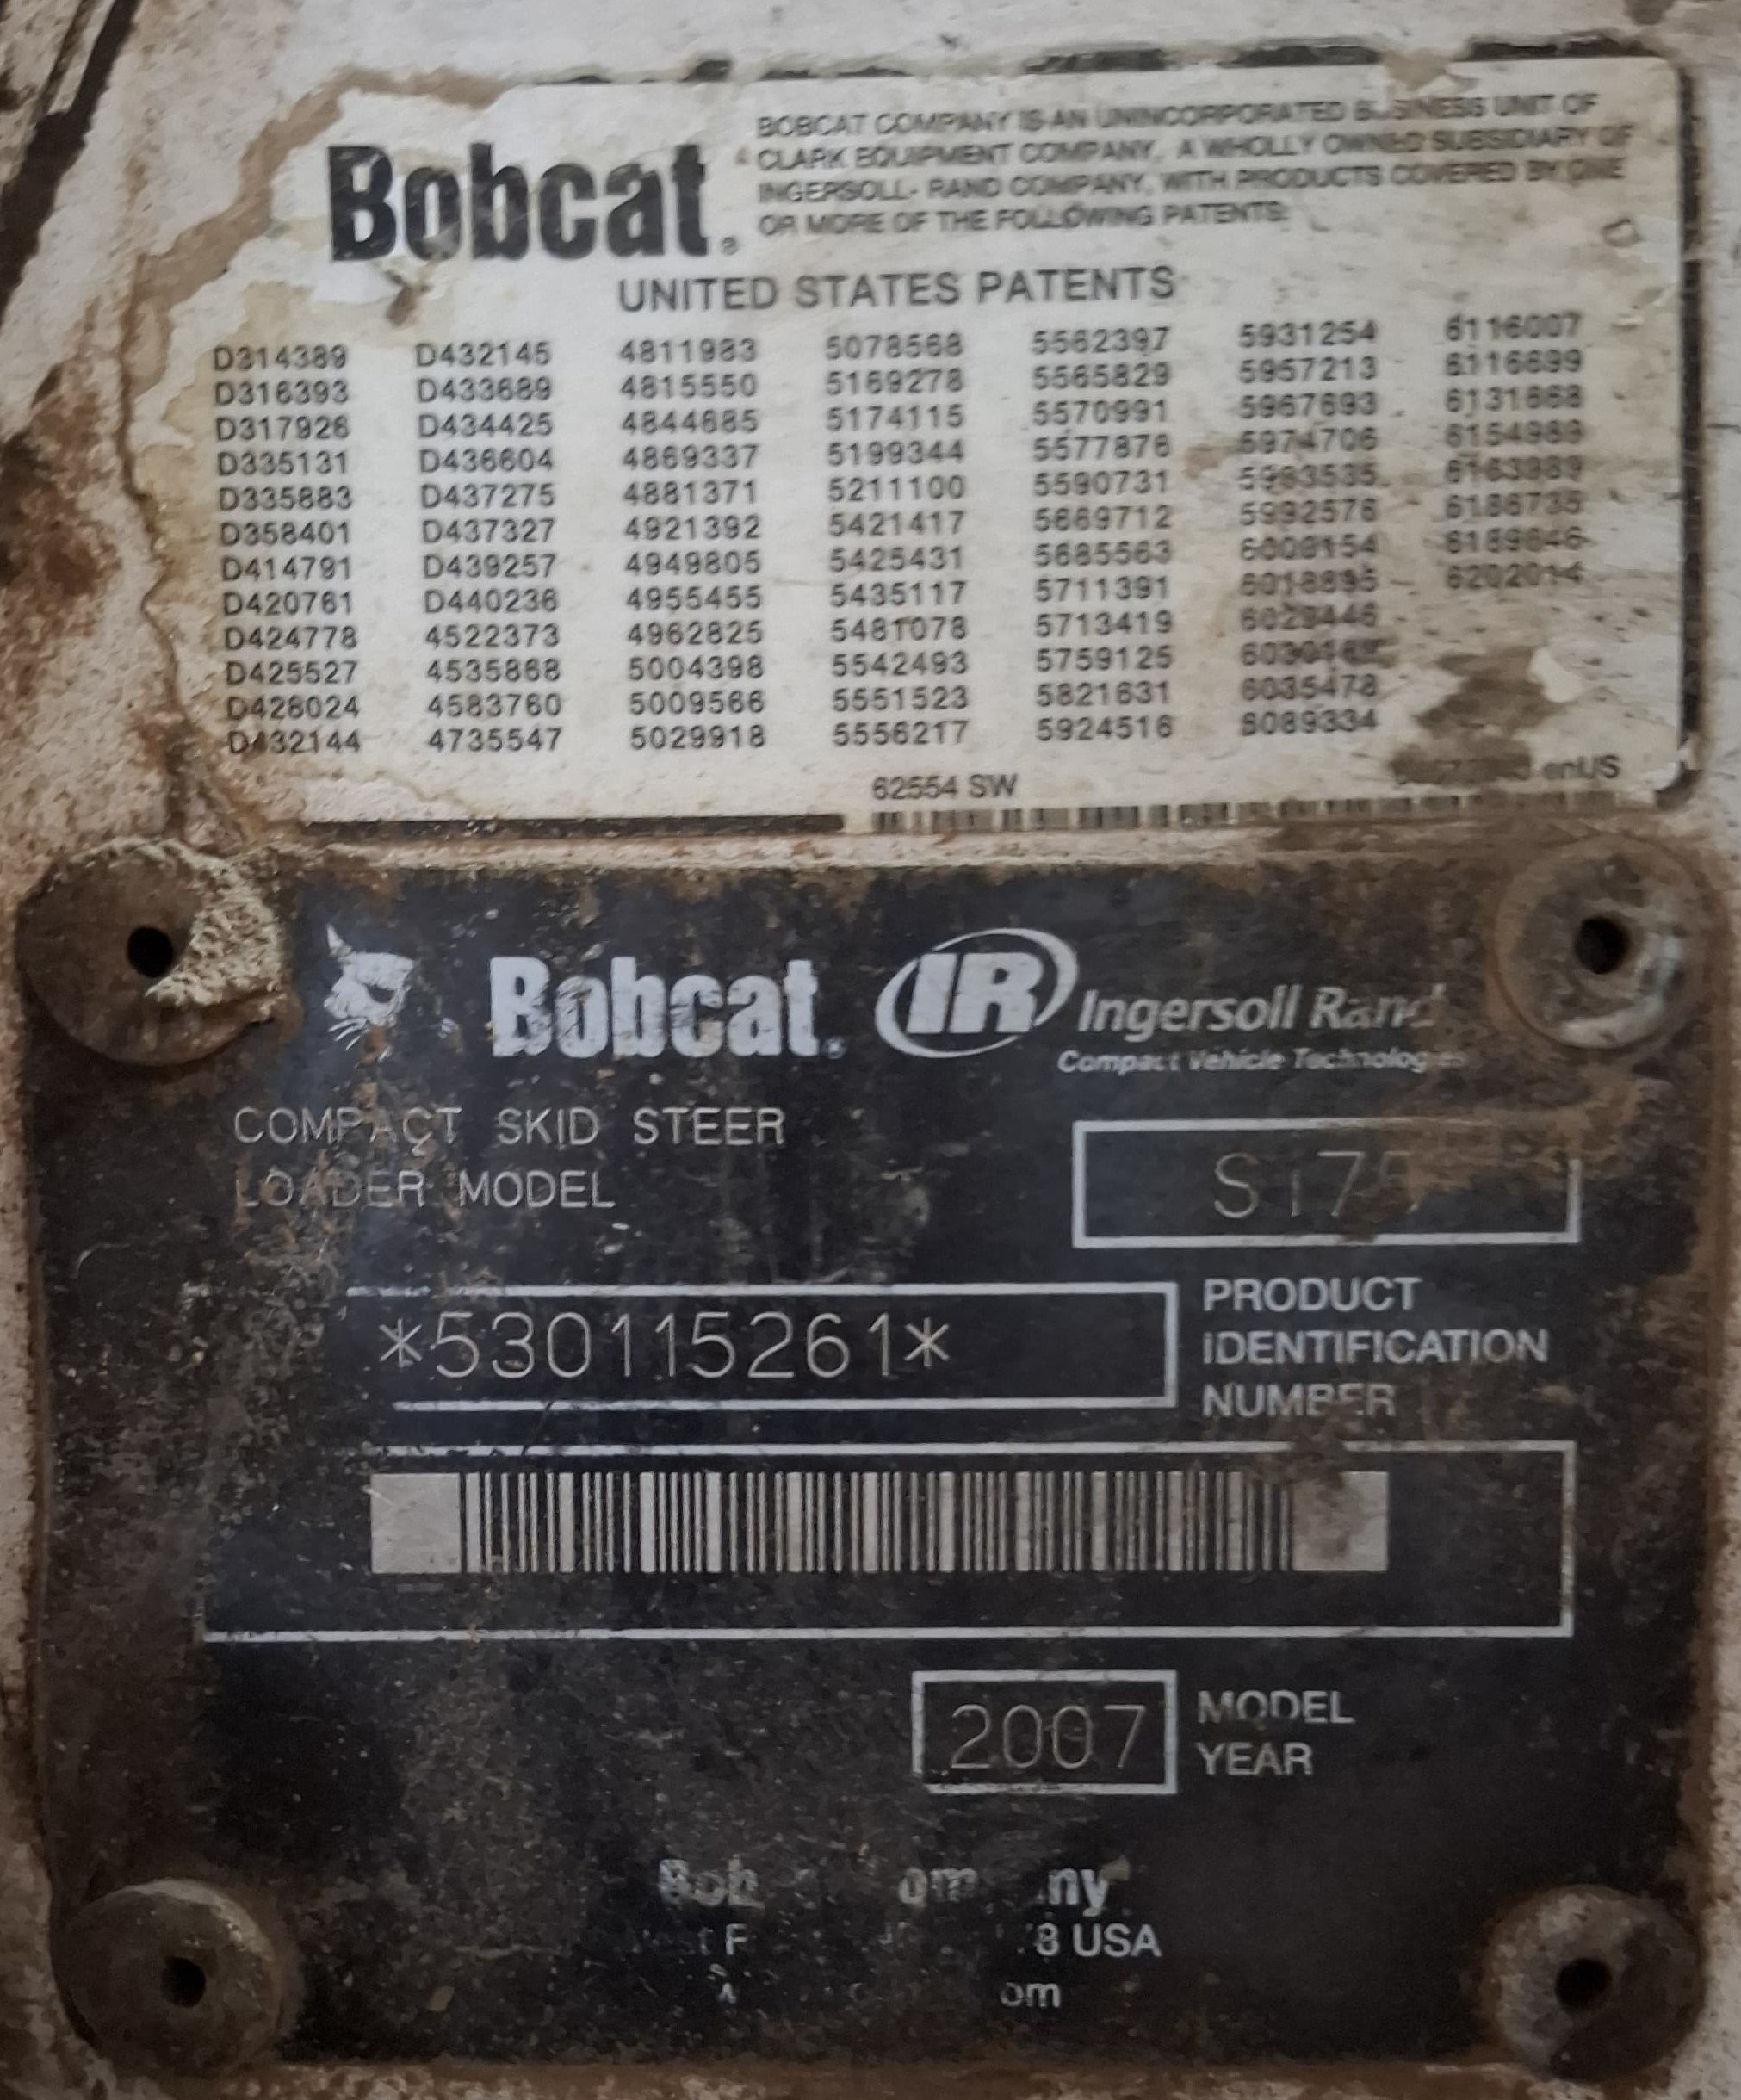 Bobcat®
BOBCAT COMPANY IS AN UNINCORPORATED BUSINESS UNIT OF
CLARK EQUIPMENT COMPANY, A WHOLLY OWNED SUBSIDIARY OF
INGERSOLL-RAND COMPANY, WITH PRODUCTS COVERED BY ONE
OR MORE OF THE FOLLOWING PATENTS:
UNITED STATES PATENTS
D314389 D432145 4811983 5078568 5562397 5931254 6116007
D316393 D433689 4815550 5169278 5565829 5957213 6116699
D317926 D434425 4844685 5174115 5570991 5967693 6131668
D335131 D436604 4869337 5199344 5577876 5974706 6154989
D335883 D437275 4881371 5211100 5590731 5983535 6163989
D358401 D437327 4921392 5421417 5669712 5992576 6186735
D414791 D439257 4949805 5425431 5685563 6009154 6189646
D420761 D440236 4955455 5435117 5711391 6018895 6202014
D424778 4522373 4962825 5481078 5713419 6029446
D425527 4535868 5004398 5542493 5759125
D426024 4583760 5009566 5551523 5821631 6035478
D432144 4735547 5029918 5556217 5924516 6089334
62554 SW
enUS
Bobcat® IR Ingersoll Rand
Compact Vehicle Technologies
COMPACT SKID STEER
LOADER MODEL
S175
*530115261*
PRODUCT
IDENTIFICATION
NUMBER
2007
MODEL
YEAR
USA